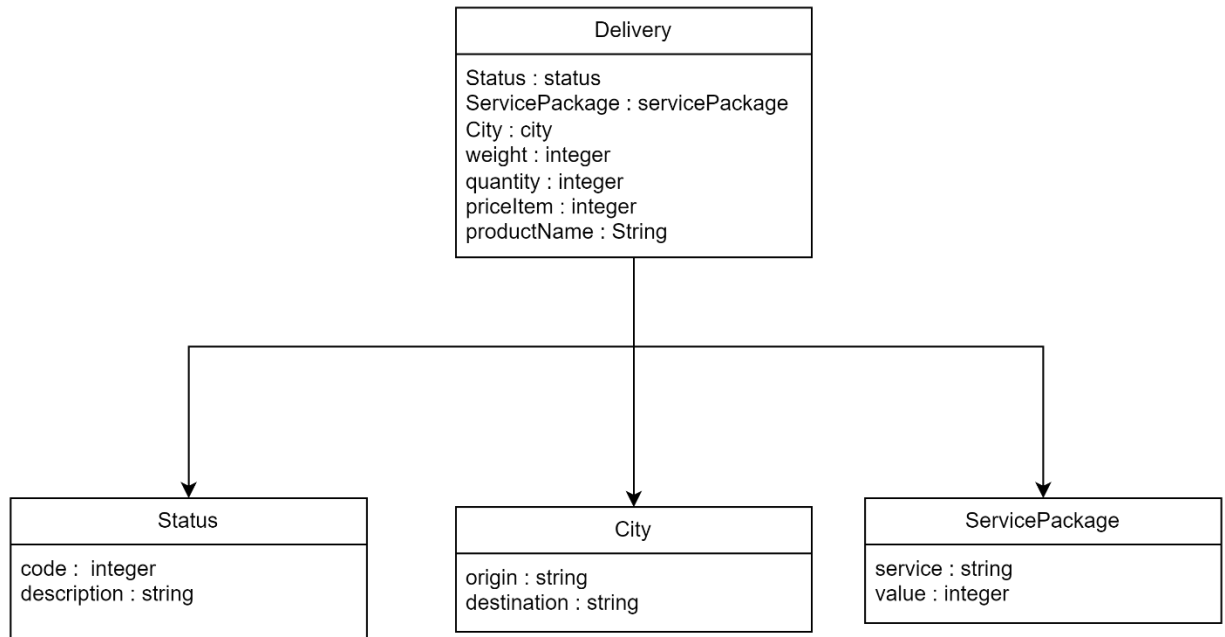 Delivery
Status : status
ServicePackage : servicePackage
City : city
weight : integer
quantity : integer
priceItem : integer
productName : String
Status
code :  integer
description : string
City
origin : string
destination : string
ServicePackage
service : string
value : integer